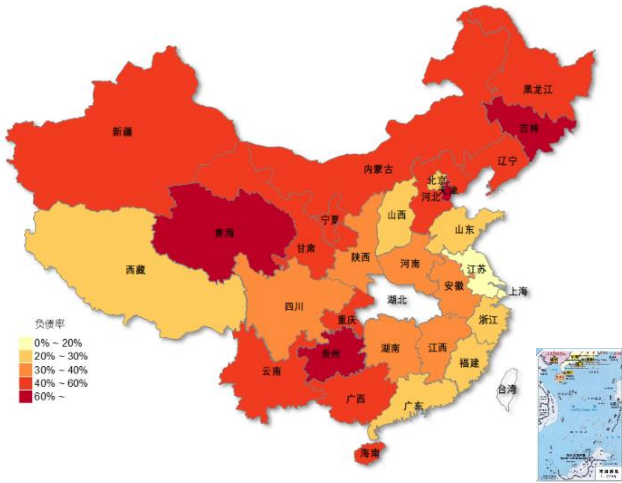 黑龙江
吉林
新疆
辽宁
内蒙古
北京
天津
河北
山西
宁夏
山东
青海
甘肃
陕西
河南
江苏
西藏
安徽
上海
湖北
四川
浙江
重庆
贵州
湖南
江西
福建
云南
台湾
广西
广东
海南
负债率
0% ~ 20%
20% ~ 30%
30% ~ 40%
40% ~ 60%
60% ~